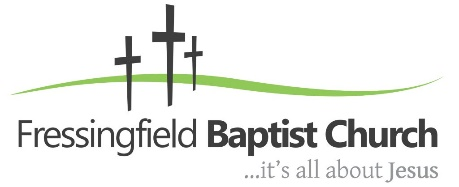 Fressingfield Baptist Church
...it's all about Jesus